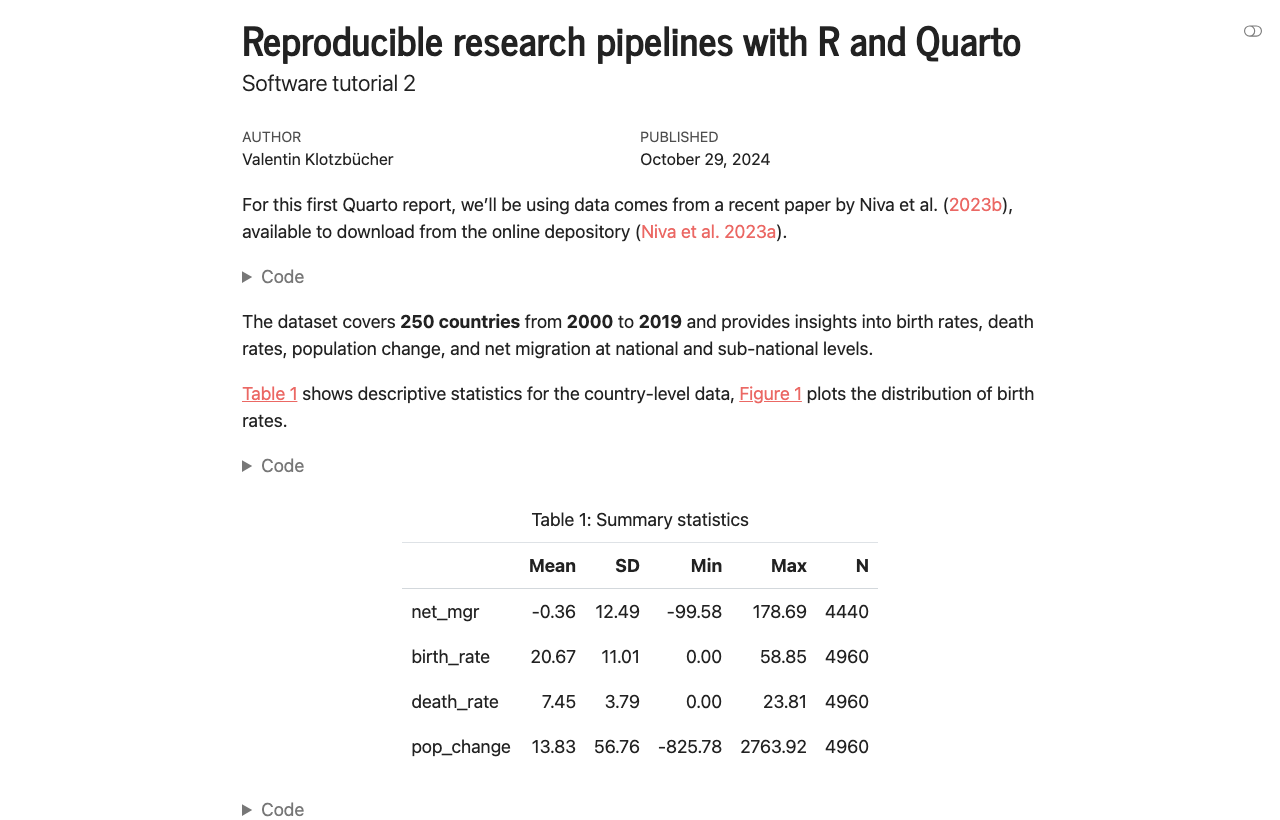 Reproducible research pipelines with R and Quarto
Software tutorial 2
AUTHOR PUBLISHED
Valentin Klotzbücher October 29, 2024
For this first Quarto report, we’ll be using data comes from a recent paper by Niva et al. (2023b),
available to download from the online depository (Niva et al. 2023a).
Code
The dataset covers 250 countries from 2000 to 2019 and provides insights into birth rates, death
rates, population change, and net migration at national and sub-national levels.
Table 1 shows descriptive statistics for the country-level data, Figure 1 plots the distribution of birth
rates.
Code
Table 1: Summary statistics
Mean SD Min Max N
net_mgr -0.36 12.49 -99.58 178.69 4440
birth_rate 20.67 11.01 0.00 58.85 4960
death_rate 7.45 3.79 0.00 23.81 4960
pop_change 13.83 56.76 -825.78 2763.92 4960
Code